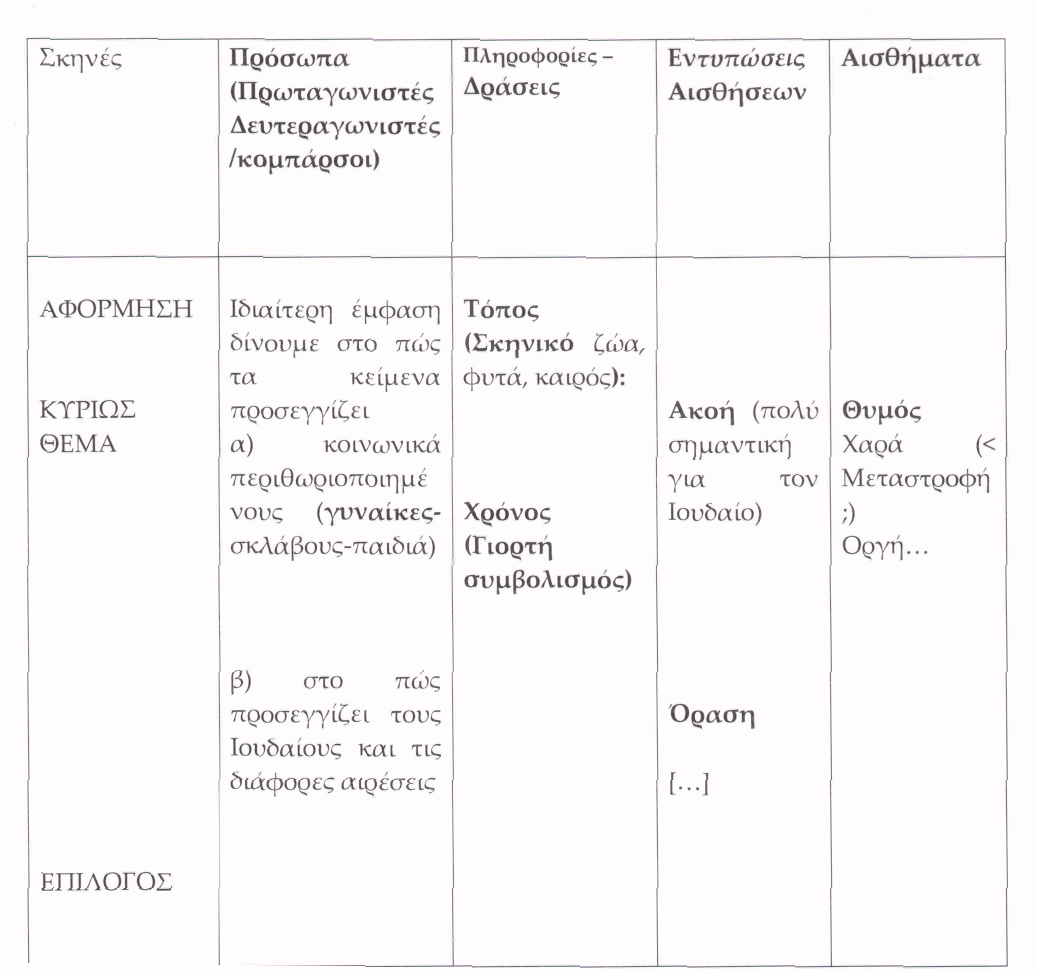 Σκηνές
Πρόσωπα
(Πρωταγωνιστές
Δευτεραγωνιστές
/κομπάρσοι)
Πληροφορίες –
Δράσεις
Εντυπώσεις
Αισθήσεων
Αισθήματα
ΑΦΟΡΜΗΣΗ
ΚΥΡΙΩΣ
ΘΕΜΑ
ΕΠΙΛΟΓΟΣ
Ιδιαίτερη έμφαση
δίνουμε στο πώς
τα κείμενα
προσεγγίζει
α) κοινωνικά
περιθωριοποιημέ
νους (γυναίκες-
σκλάβους-παιδιά)
β) στο πώς
προσεγγίζει τους
Ιουδαίους και τις
διάφορες αιρέσεις
Τόπος
(Σκηνικό ζώα,
φυτά, καιρός):
Χρόνος
(Γιορτή
συμβολισμός)
Ακοή (πολύ
σημαντική
για τον
Ιουδαίο)
Όραση
[…]
Θυμός
Χαρά (<
Μεταστροφή
;)
Οργή…